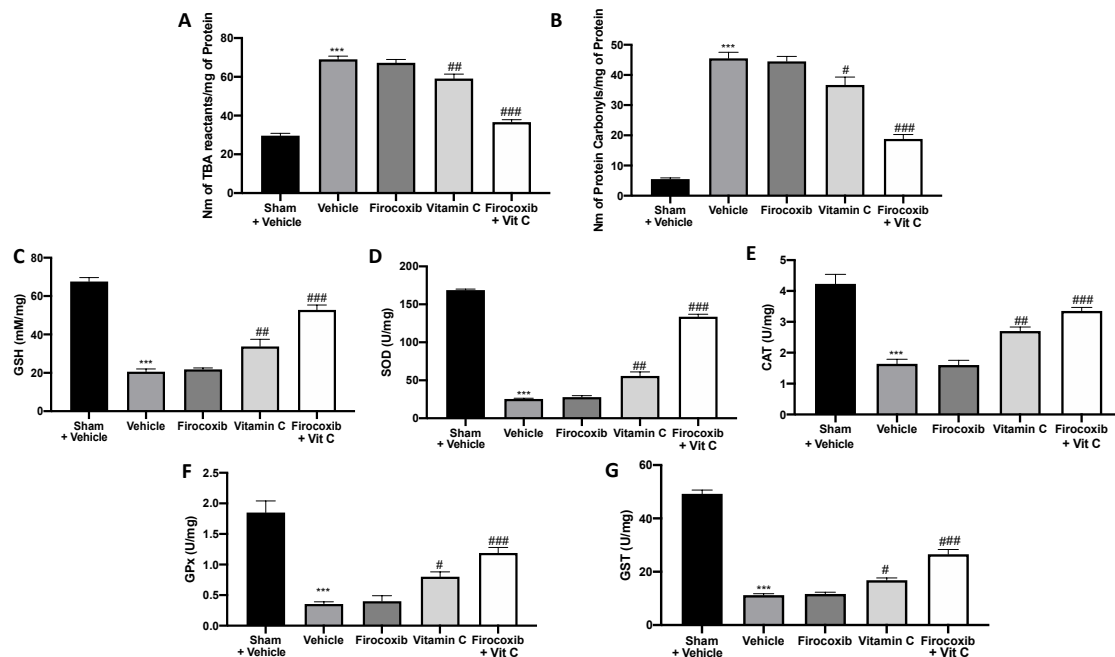 A
Nm of TBA reactants/mg of Protein
80
60
40
20
0
***
##
###
Sham
+ Vehicle
Vehicle
Firocoxib
Vitamin C
Firocoxib
+ Vit C
B
Nm of Protein Carbonyls/mg of Protein
50
40
30
20
10
0
***
#
###
Sham
+ Vehicle
Vehicle
Firocoxib
Vitamin C
Firocoxib
+ Vit C
C
GSH (mM/mg)
80
60
40
20
0
***
##
###
Sham
+ Vehicle
Vehicle
Firocoxib
Vitamin C
Firocoxib
+ Vit C
D
SOD (U/mg)
200
150
100
50
0
***
##
###
Sham
+ Vehicle
Vehicle
Firocoxib
Vitamin C
Firocoxib
+ Vit C
E
CAT (U/mg)
5
4
3
2
1
0
***
##
###
Sham
+ Vehicle
Vehicle
Firocoxib
Vitamin C
Firocoxib
+ Vit C
F
GPx (U/mg)
2.5
2.0
1.5
1.0
0.5
0.0
***
#
###
Sham
+ Vehicle
Vehicle
Firocoxib
Vitamin C
Firocoxib
+ Vit C
G
GST (U/mg)
60
40
20
0
***
#
###
Sham
+ Vehicle
Vehicle
Firocoxib
Vitamin C
Firocoxib
+ Vit C